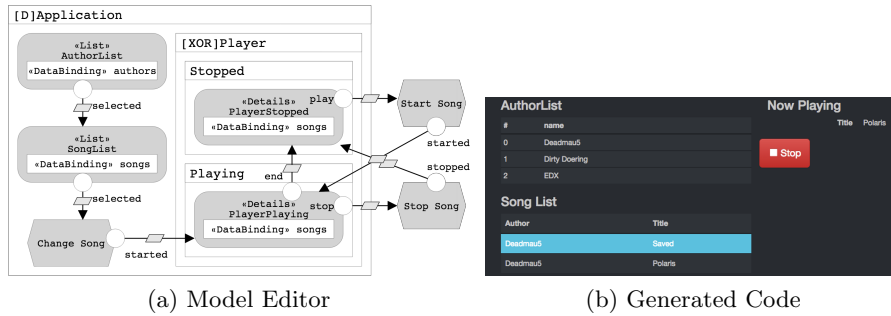 [D]Application
«List»
AuthorList
«DataBinding» authors
selected
«List»
SongList
«DataBinding» songs
selected
Change Song
started
[XOR]Player
Stopped
«Details»
PlayerStopped
«DataBinding» songs
play
Playing
end
«Details»
PlayerPlaying
«DataBinding» songs
stop
Start Song
started
stopped
Stop Song
(a) Model Editor
AuthorList
# name
0 Deadmau5
1 Dirty Doering
2 EDX
Song List
Author Title
Deadmau5 Saved
Deadmau5 Polaris
Now Playing
Title Polaris
Stop
(b) Generated Code